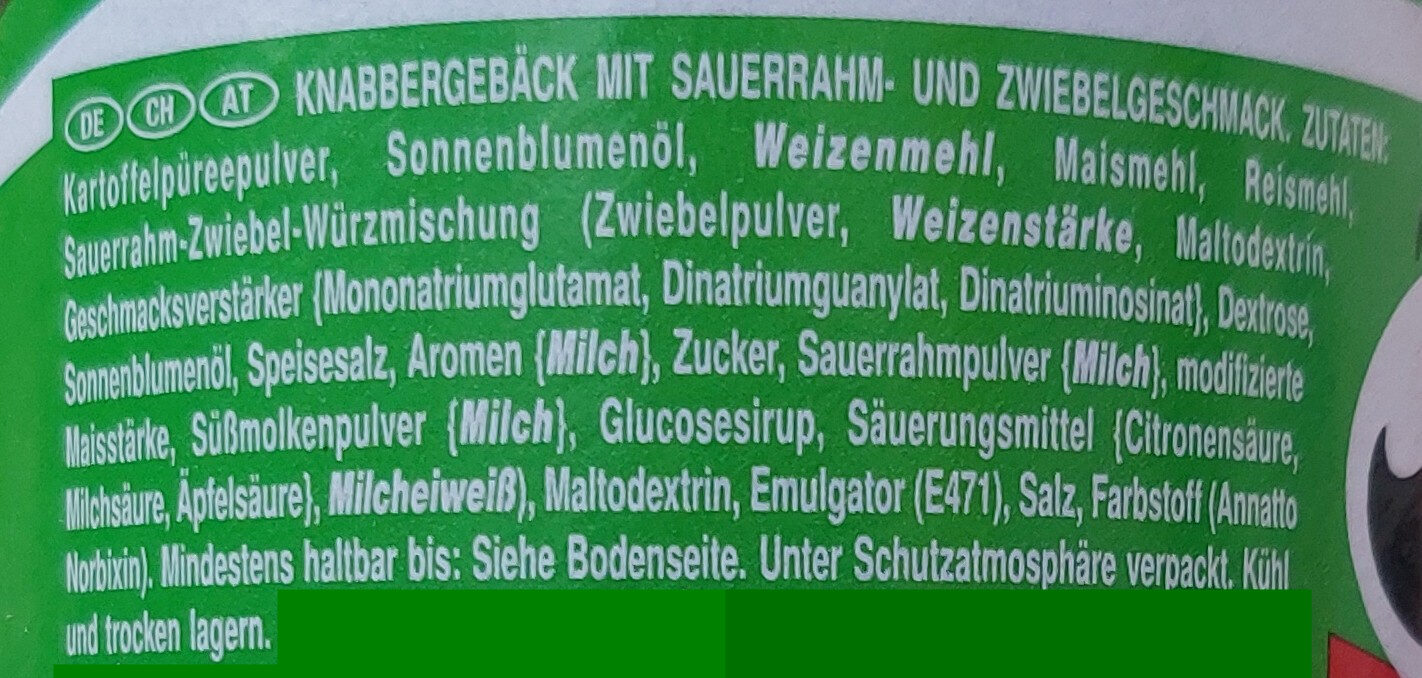 DE CH AT KNABBERGEBÄCK MIT SAUERRAHM- UND ZWIEBELGESCHMACK. ZUTATEN:
Kartoffelpüreepulver, Sonnenblumenöl, Weizenmehl, Maismehl, Reismehl,
Sauerrahm-Zwiebel-Würzmischung (Zwiebelpulver, Weizenstärke, Maltodextrin,
Geschmacksverstärker {Mononatriumglutamat, Dinatriumguanylat, Dinatriuminosinat}, Dextrose,
Sonnenblumenöl, Speisesalz, Aromen {Milch}, Zucker, Sauerrahmpulver {Milch}, modifizierte
Maisstärke, Süßmolkenpulver {Milch}, Glucosesirup, Säuerungsmittel {Citronensäure,
Milchsäure, Äpfelsäure}, Milcheiweiß), Maltodextrin, Emulgator (E471), Salz, Farbstoff (Annatto
Norbixin). Mindestens haltbar bis: Siehe Bodenseite. Unter Schutzatmosphäre verpackt. Kühl
und trocken lagern.